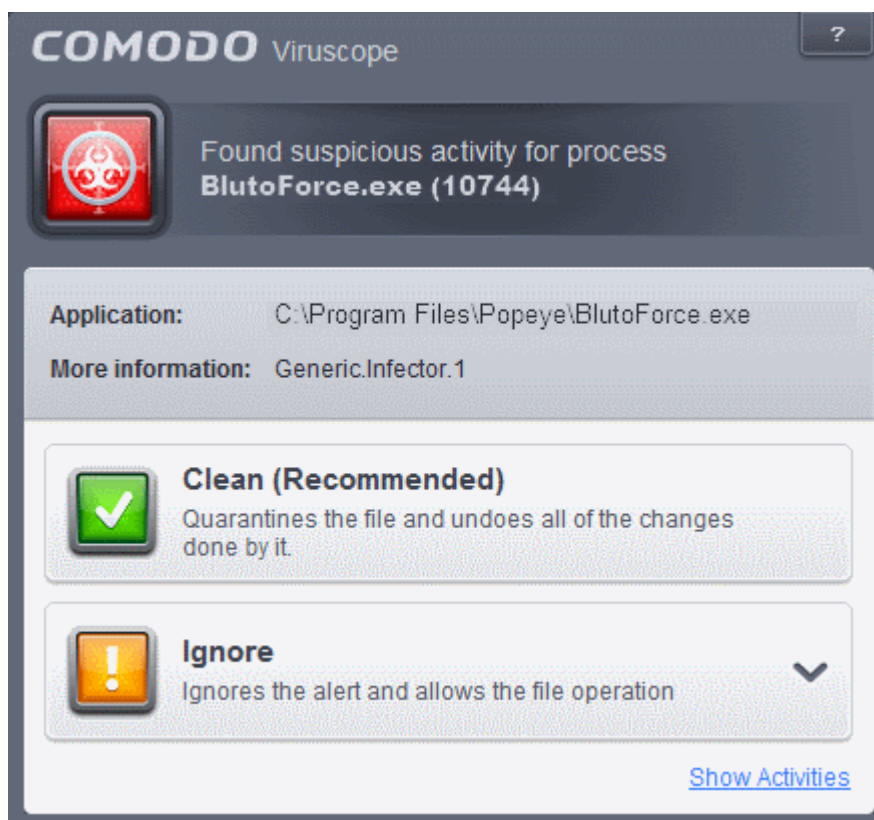 COMODO Viruscope
?
Found suspicious activity for process
BlutoForce.exe (10744)
Application: C:\Program Files\Popeye\BlutoForce.exe
More information: Generic.Infector.1
Clean (Recommended)
Quarantines the file and undoes all of the changes
done by it.
Ignore
Ignores the alert and allows the file operation
Show Activities